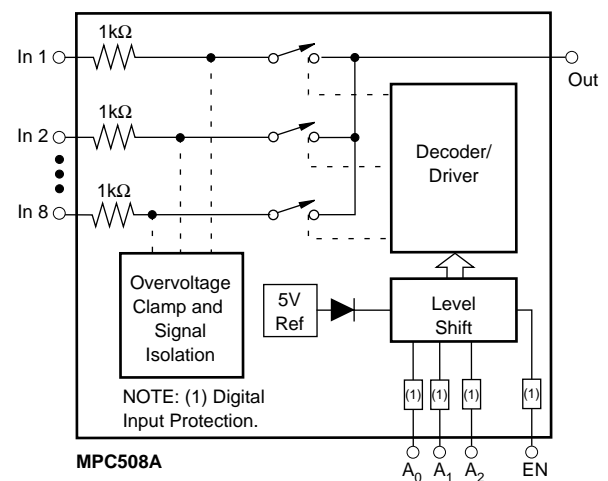 1kΩ
In 1
Out
1kΩ
In 2
Decoder/
Driver
1kΩ
In 8
Overvoltage
Clamp and
Signal
Isolation
5V
Ref
Level
Shift
(1) (1) (1) (1)
NOTE: (1) Digital
Input Protection.
MPC508A
A0 A1 A2 EN